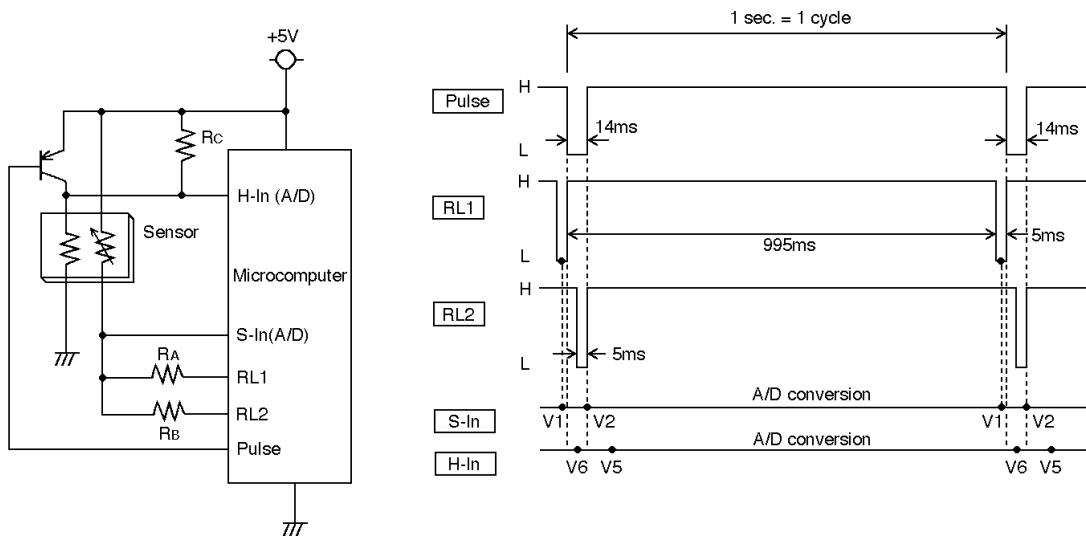 +5V
RC
H-In (A/D)
Sensor
Microcomputer
S-In(A/D)
RA
RL1
RL2
RB
Pulse
1 sec. = 1 cycle
Pulse
H
L
14ms
14ms
RL1
H
L
995ms
5ms
RL2
H
L
5ms
A/D conversion
S-In
V1
V2
V1
V2
A/D conversion
H-In
V6
V5
V6
V5